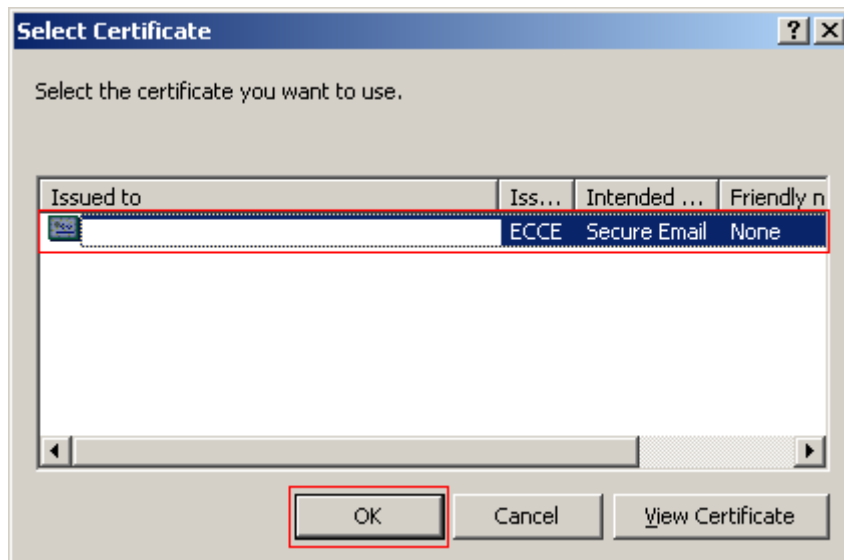 Select Certificate
Select the certificate you want to use.
Issued to Iss... Intended ... Friendly n
ECCE Secure Email None
OK Cancel View Certificate